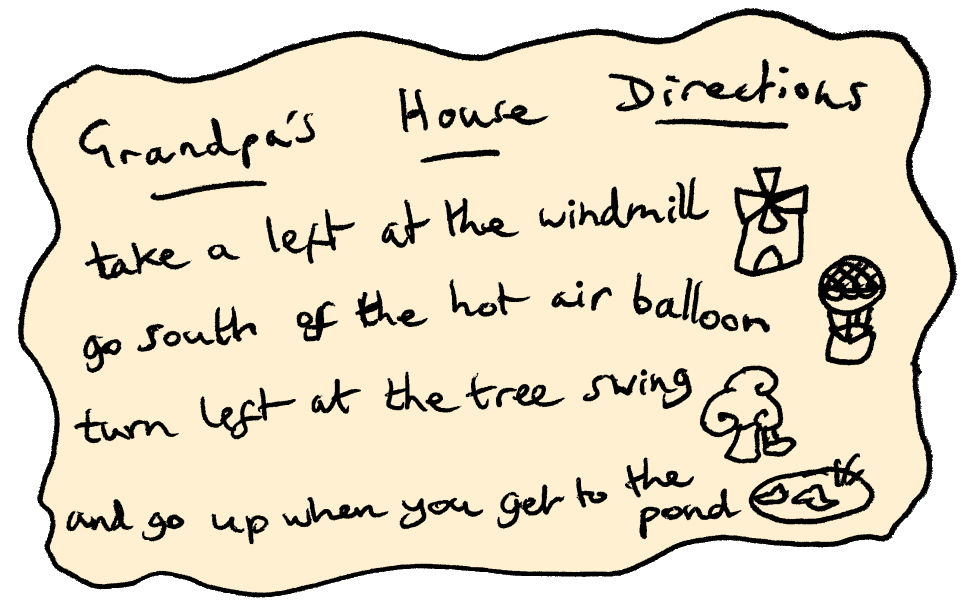 Grandpa's House Directions
take a left at the windmill
go south of the hot air balloon
turn left at the tree swing
and go up when you get to the
pond